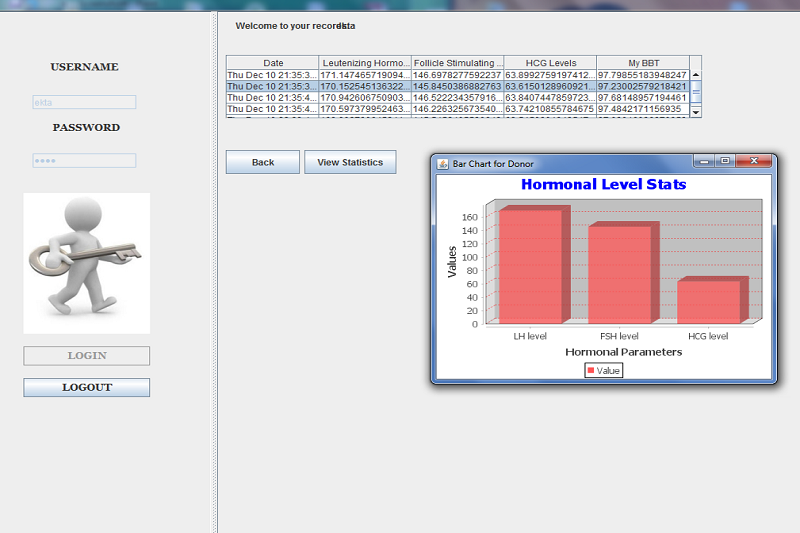 Welcome to your records ekta
USERNAME
ekta
PASSWORD
••••
LOGIN
LOGOUT
Date Leutenizing Hormo... Follicle Stimulating ... HCG Levels My BBT
Thu Dec 10 21:35:3... 171.147465719094... 146.6978277592237 63.8992759197412... 97.79855183948247
Thu Dec 10 21:35:3... 170.152545136322... 145.8450386882763 63.6150128960921... 97.23002579218421
Thu Dec 10 21:35:4... 170.942606750903... 146.522234357916... 63.8407447859723... 97.68148957194461
Thu Dec 10 21:35:4... 170.597379952463... 146.226325673540... 63.74210855784675 97.4842171156935
Back View Statistics
Bar Chart for Donor
Hormonal Level Stats
Values
160
140
120
100
80
60
40
20
0
LH level FSH level HCG level
Hormonal Parameters
Value